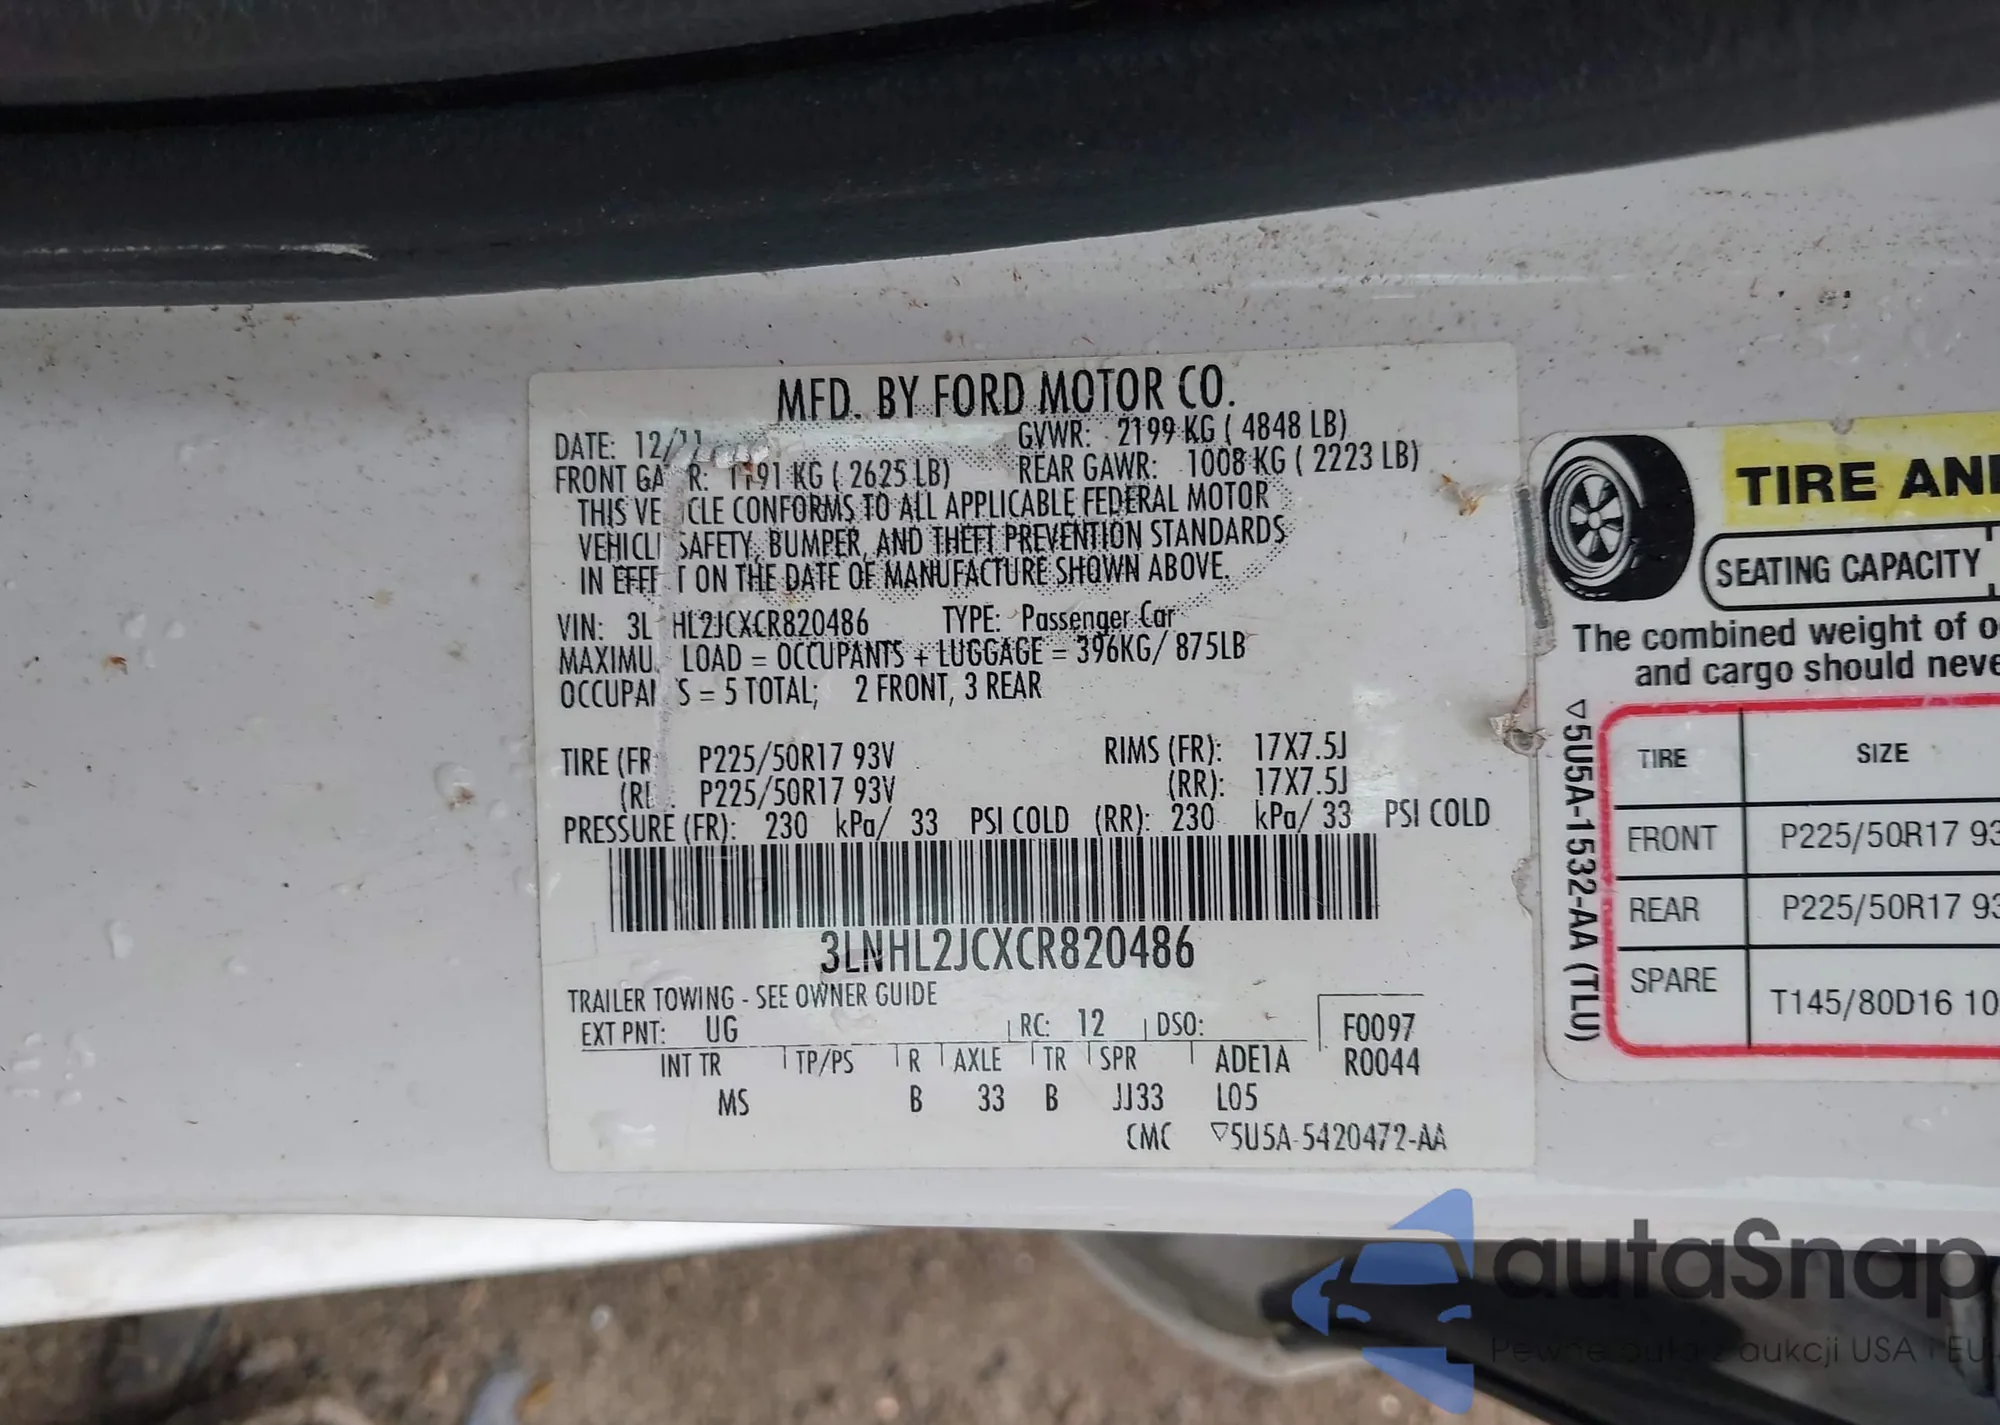 MFD. BY FORD MOTOR CO.
DATE: 12/11
GVWR: 2199 KG ( 4848 LB)
FRONT GA R: 1191 KG ( 2625 LB)
REAR GAWR: 1008 KG ( 2223 LB)
THIS VE ICLE CONFORMS TO ALL APPLICABLE FEDERAL MOTOR
VEHICL SAFETY, BUMPER, AND THEFT PREVENTION STANDARDS
IN EFFE T ON THE DATE OF MANUFACTURE SHOWN ABOVE.
VIN: 3L HL2JCXCR820486 TYPE: Passenger Car
MAXIMU LOAD = OCCUPANTS + LUGGAGE = 396KG/ 875LB
OCCUPA S = 5 TOTAL; 2 FRONT, 3 REAR
TIRE (FR P225/50R17 93V RIMS (FR): 17X7.5J
(R : P225/50R17 93V (RR): 17X7.5J
PRESSURE (FR): 230 kPa/ 33 PSI COLD (RR): 230 kPa/ 33 PSI COLD
3LNHL2JCXCR820486
TRAILER TOWING - SEE OWNER GUIDE
EXT PNT: UG RC: 12 DSO: F0097
INT TR TP/PS R AXLE TR SPR ADE1A R0044
MS B 33 B JJ33 L05
CMC ▽5U5A-5420472-AA
TIRE AN
SEATING CAPACITY
The combined weight of o
and cargo should neve
▽5U5A-1532-AA (TLU)
TIRE SIZE
FRONT P225/50R17 93
REAR P225/50R17 93
SPARE T145/80D16 10
autaSnap
Pewne auta z aukcji USA i EU